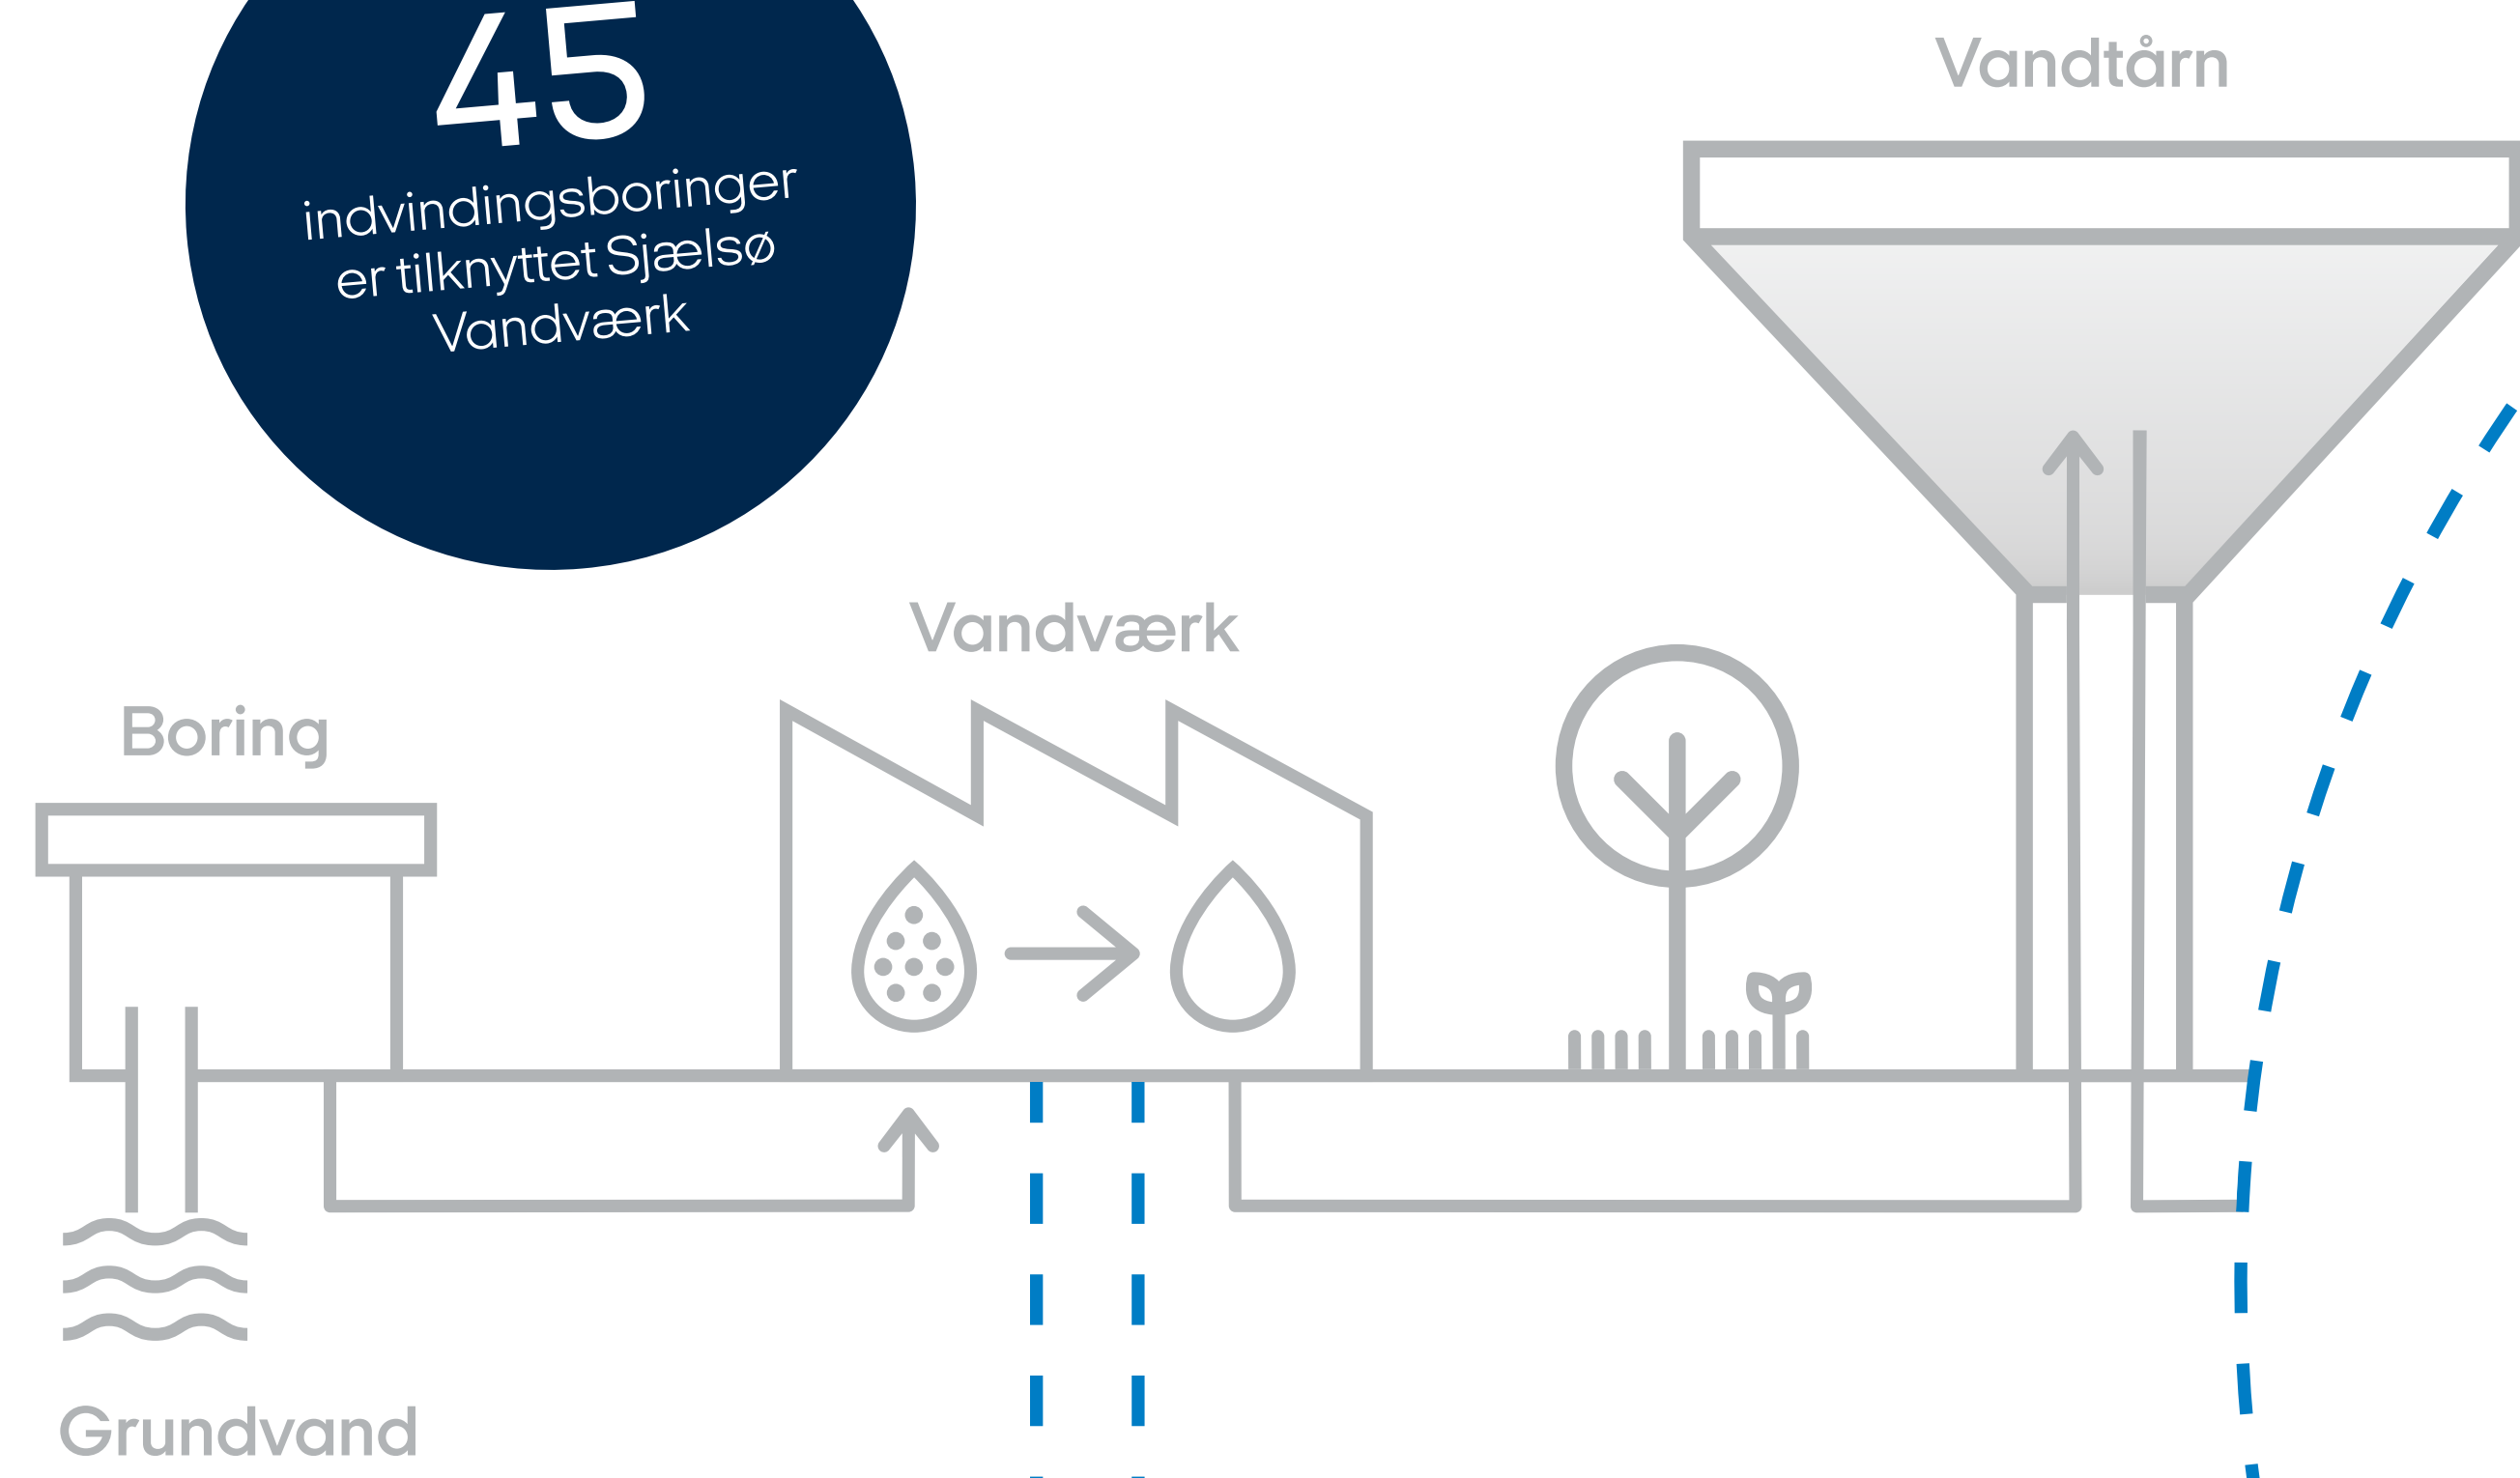 45
indvindingsboringer
er tilknyttet Sjælsø
Vandværk
Vandtårn
Vandværk
Boring
Grundvand